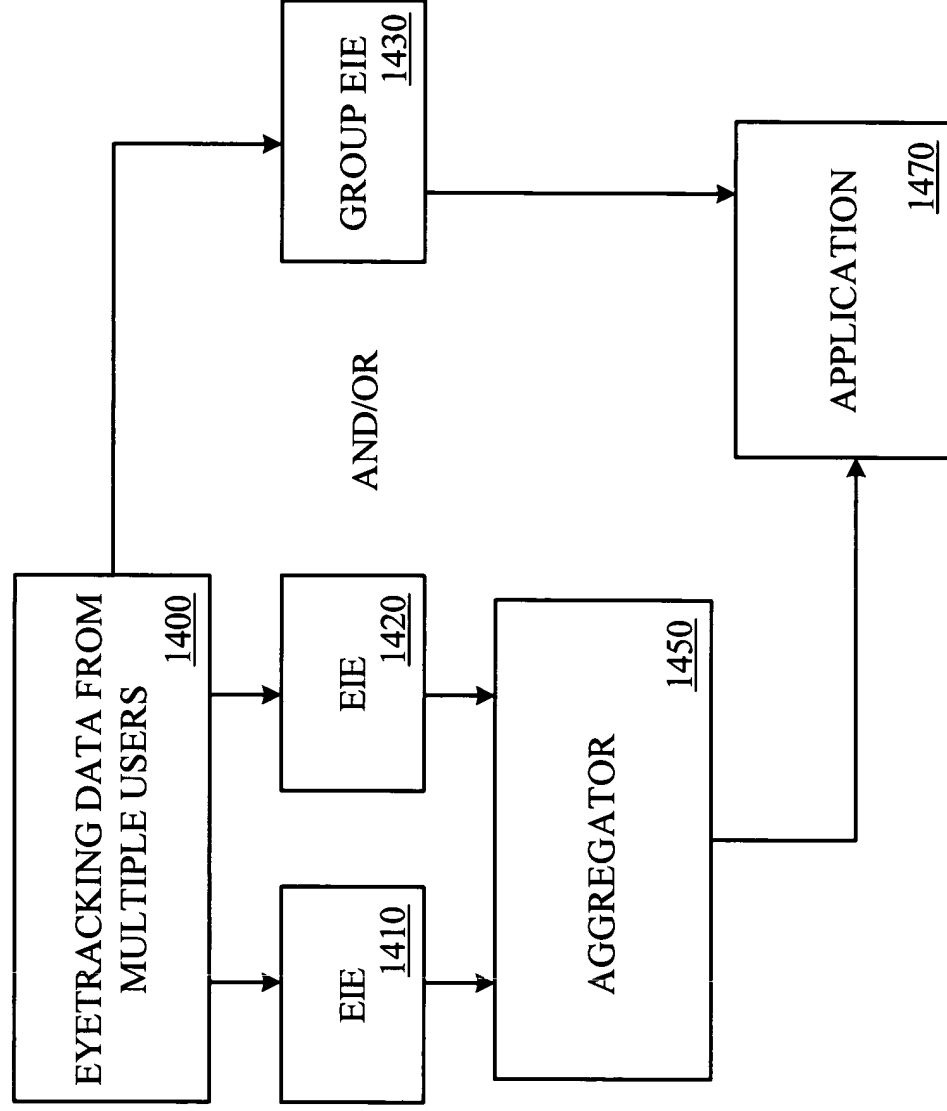 EYETRACKING DATA FROM
MULTIPLE USERS
1400
EIE
1410
EIE
1420
AND/OR
GROUP EIE
1430
AGGREGATOR
1450
APPLICATION
1470